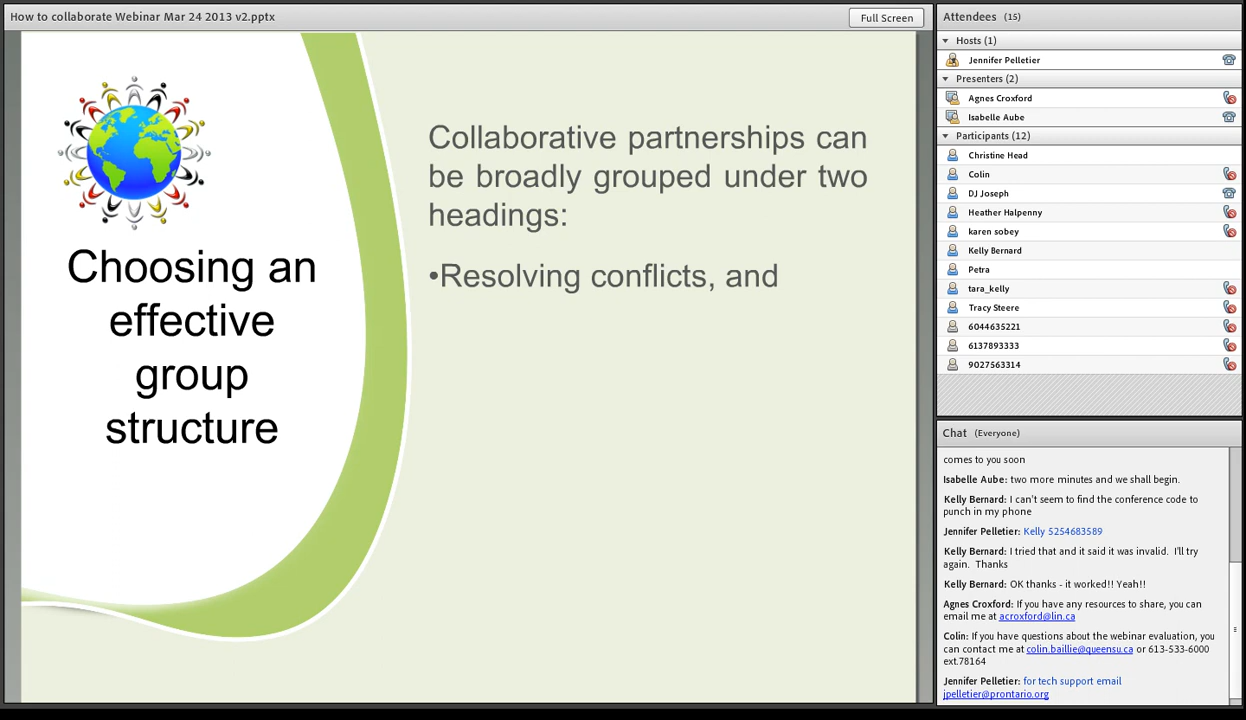 How to collaborate Webinar Mar 24 2013 v2.pptx
Full Screen
Choosing an
effective
group
structure
Collaborative partnerships can
be broadly grouped under two
headings:
•Resolving conflicts, and
Attendees (15)
Hosts (1)
Jennifer Pelletier
Presenters (2)
Agnes Croxford
Isabelle Aube
Participants (12)
Christine Head
Colin
DJ Joseph
Heather Halpenny
karen sobey
Kelly Bernard
Petra
tara_kelly
Tracy Steere
6044635221
6137893333
9027563314
Chat (Everyone)
comes to you soon
Isabelle Aube: two more minutes and we shall begin.
Kelly Bernard: I can't seem to find the conference code to
punch in my phone
Jennifer Pelletier: Kelly 5254683589
Kelly Bernard: I tried that and it said it was invalid. I'll try
again. Thanks
Kelly Bernard: OK thanks - it worked!! Yeah!!
Agnes Croxford: If you have any resources to share, you can
email me at acroxford@lin.ca
Colin: If you have questions about the webinar evaluation, you
can contact me at colin.baillie@queensu.ca or 613-533-6000
ext.78164
Jennifer Pelletier: for tech support email
jpelletier@prontario.org